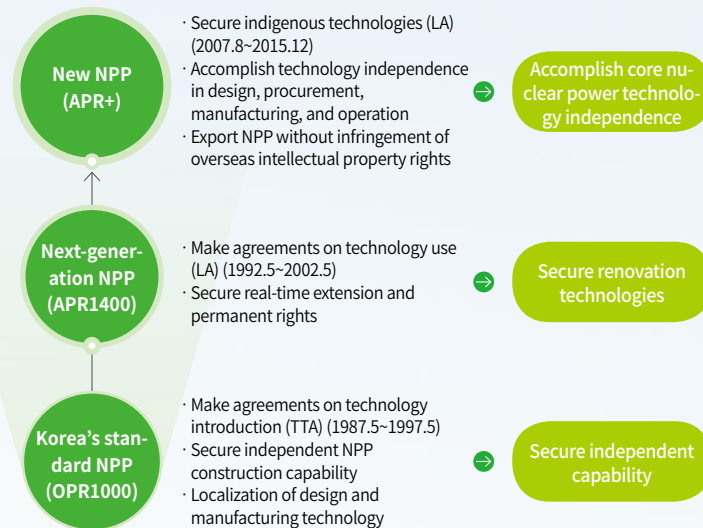 New NPP
(APR+)
· Secure indigenous technologies (LA)
(2007.8~2015.12)
· Accomplish technology independence
in design, procurement,
manufacturing, and operation
· Export NPP without infringement of
overseas intellectual property rights
Accomplish core nu-
clear power technolo-
gy independence
Next-gener-
ation NPP
(APR1400)
· Make agreements on technology use
(LA) (1992.5~2002.5)
· Secure real-time extension and
permanent rights
Secure renovation
technologies
Korea's stan-
dard NPP
(OPR1000)
· Make agreements on technology
introduction (TTA) (1987.5~1997.5)
· Secure independent NPP
construction capability
· Localization of design and
manufacturing technology
Secure independent
capability